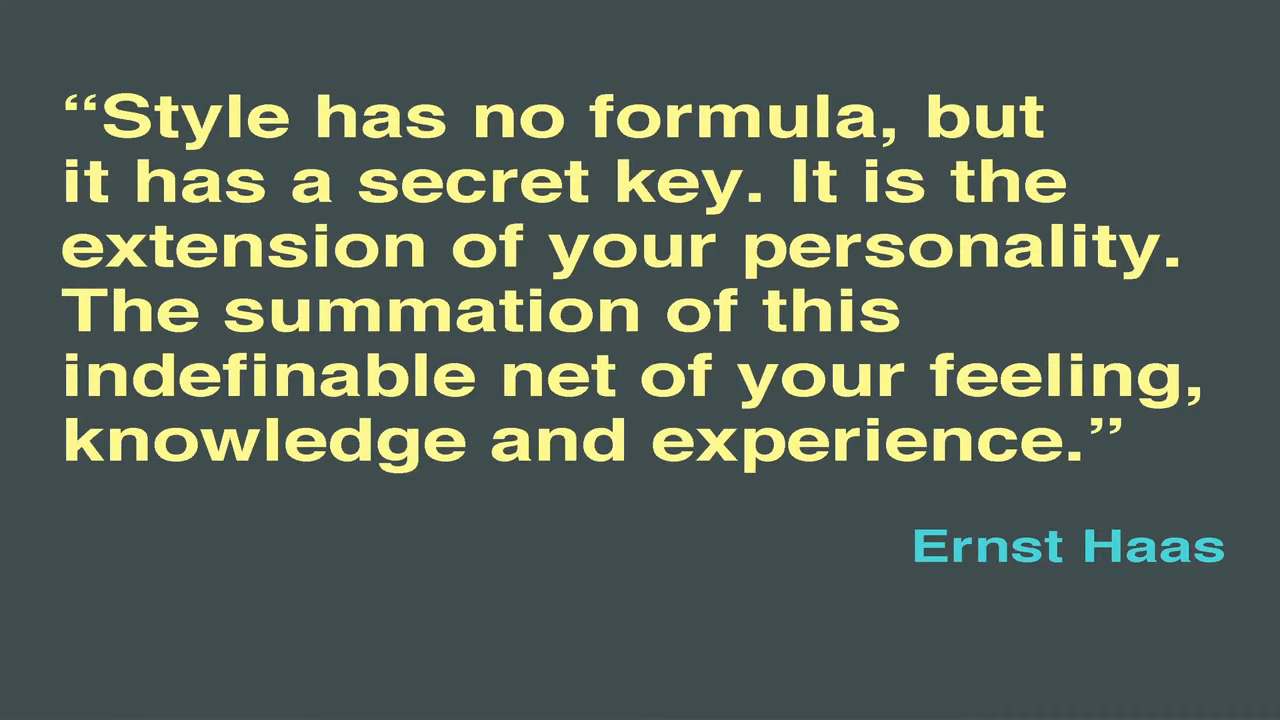 “Style has no formula, but
it has a secret key. It is the
extension of your personality.
The summation of this
indefinable net of your feeling,
knowledge and experience.”
Ernst Haas